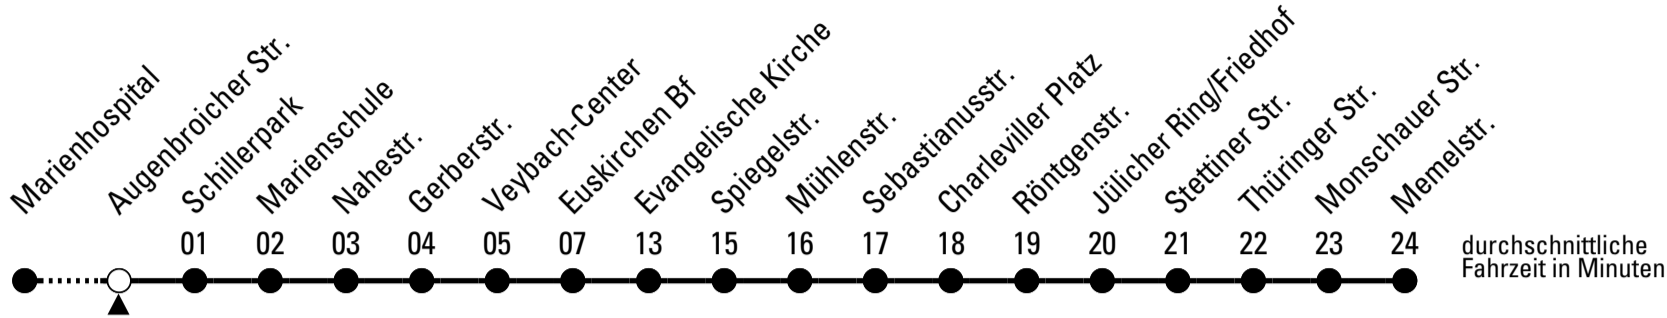 Marienhospital
Augenbroicher Str.
Schillerpark
Marienschule
Nahestr.
Gerberstr.
Veybach-Center
Euskirchen Bf
Evangelische Kirche
Spiegelstr.
Mühlenstr.
Sebastianusstr.
Charleviller Platz
Röntgenstr.
Jülicher Ring/Friedhof
Stettiner Str.
Thüringer Str.
Monschauer Str.
Memelstr.
01 02 03 04 05 07 13 15 16 17 18 19 20 21 22 23 24
durchschnittliche
Fahrzeit in Minuten